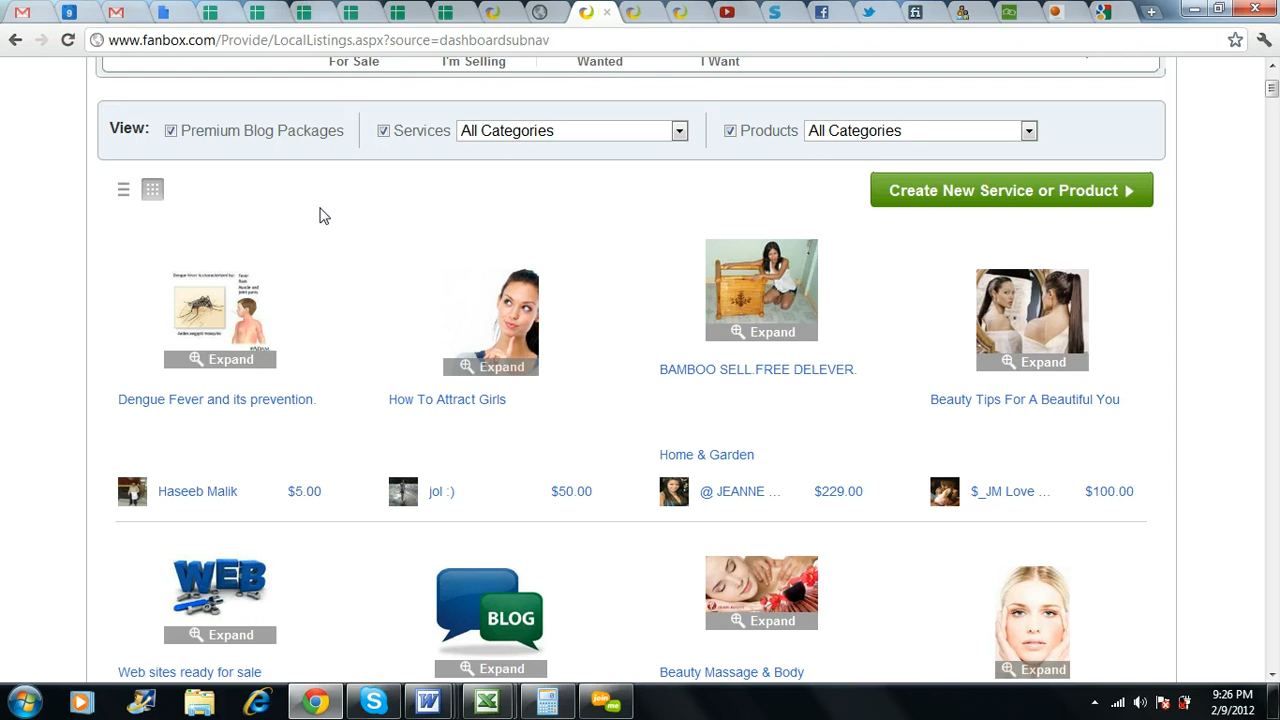 9
www.fanbox.com/Provide/LocalListings.aspx?source=dashboardsubnav
For Sale I'm Selling Wanted I Want
View: Premium Blog Packages Services All Categories Products All Categories
Create New Service or Product
Expand Expand Expand Expand
Dengue Fever and its prevention. How To Attract Girls BAMBOO SELL.FREE DELEVER. Beauty Tips For A Beautiful You
Home & Garden
Haseeb Malik $5.00 jol :) $50.00 @ JEANNE ... $229.00 $_JM Love ... $100.00
WEB
BLOG
Expand Expand Expand Expand
Web sites ready for sale Beauty Massage & Body
join me
9:26 PM
2/9/2012